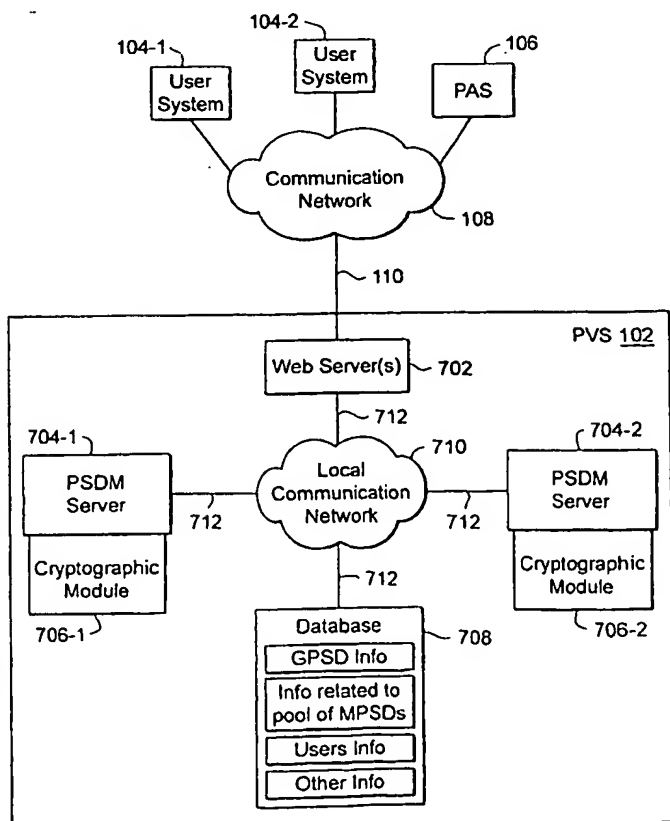 104-1
104-2
106
User
System
User
System
PAS
Communication
Network
108
110
PVS 102
Web Server(s)
702
712
704-1
710
704-2
PSDM
Server
Local
Communication
Network
PSDM
Server
712
712
Cryptographic
Module
Cryptographic
Module
712
706-1
706-2
Database
708
GPSD Info
Info related to
pool of MPSDs
Users Info
Other Info